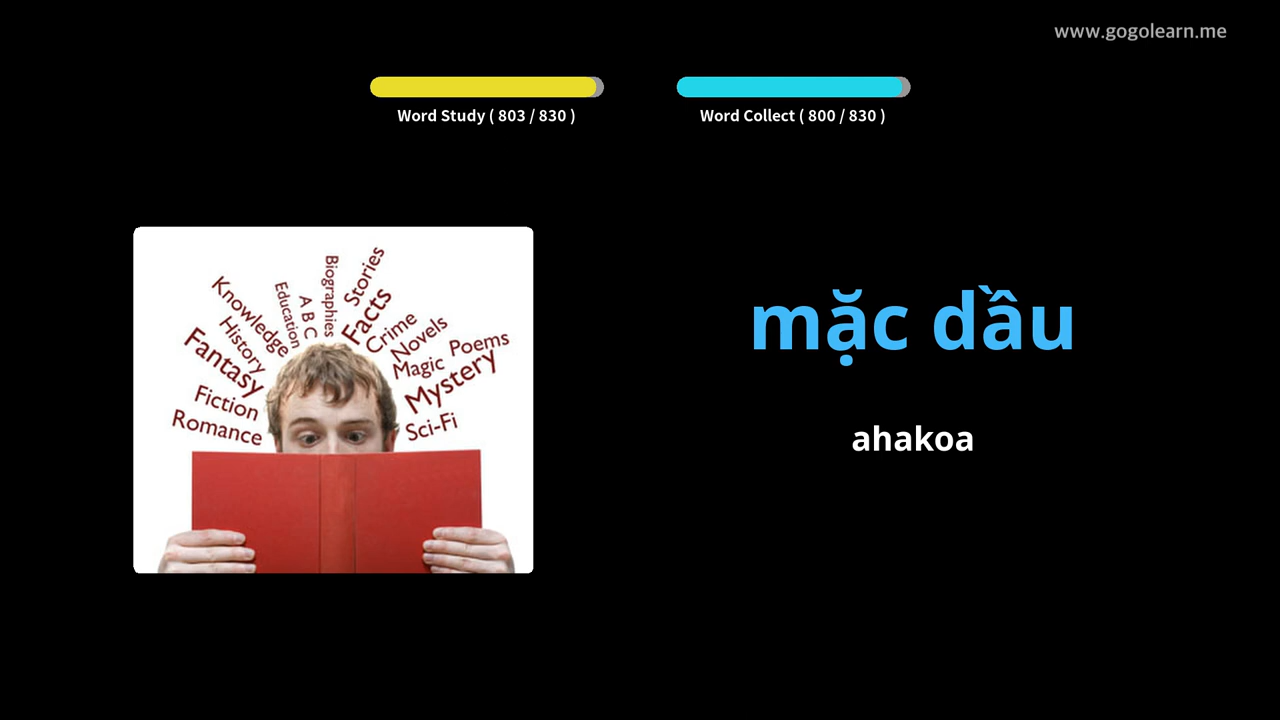 www.gogolearn.me
Word Study ( 803 / 830 )
Word Collect ( 800 / 830 )
Biographies
Stories
Knowledge
Education
A B C
Facts
History
Crime
Novels
Fantasy
Magic
Poems
Mystery
Fiction
Romance
Sci-Fi
mặc dầu
ahakoa